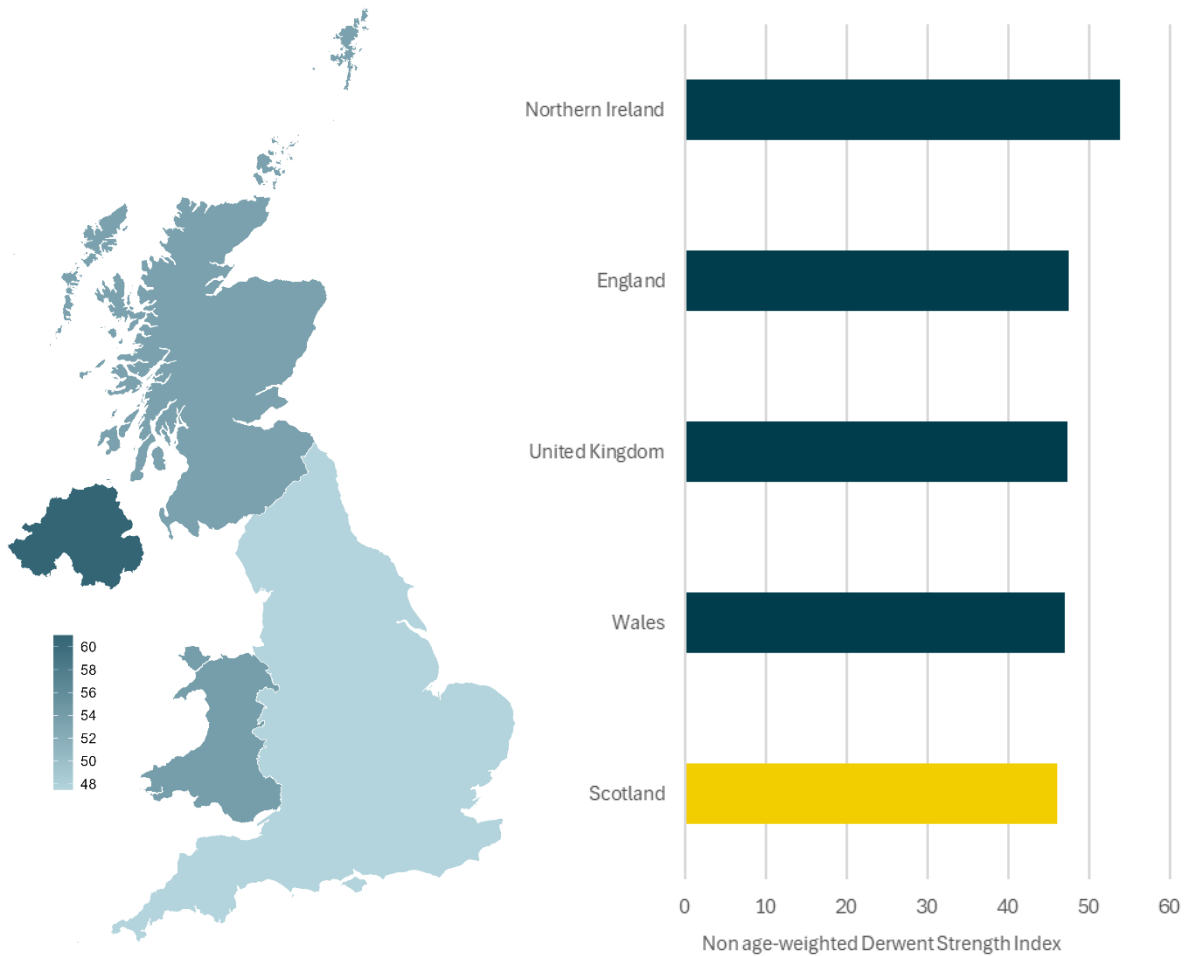 60
58
56
54
52
50
48
Northern Ireland
England
United Kingdom
Wales
Scotland
0 10 20 30 40 50 60
Non age-weighted Derwent Strength Index